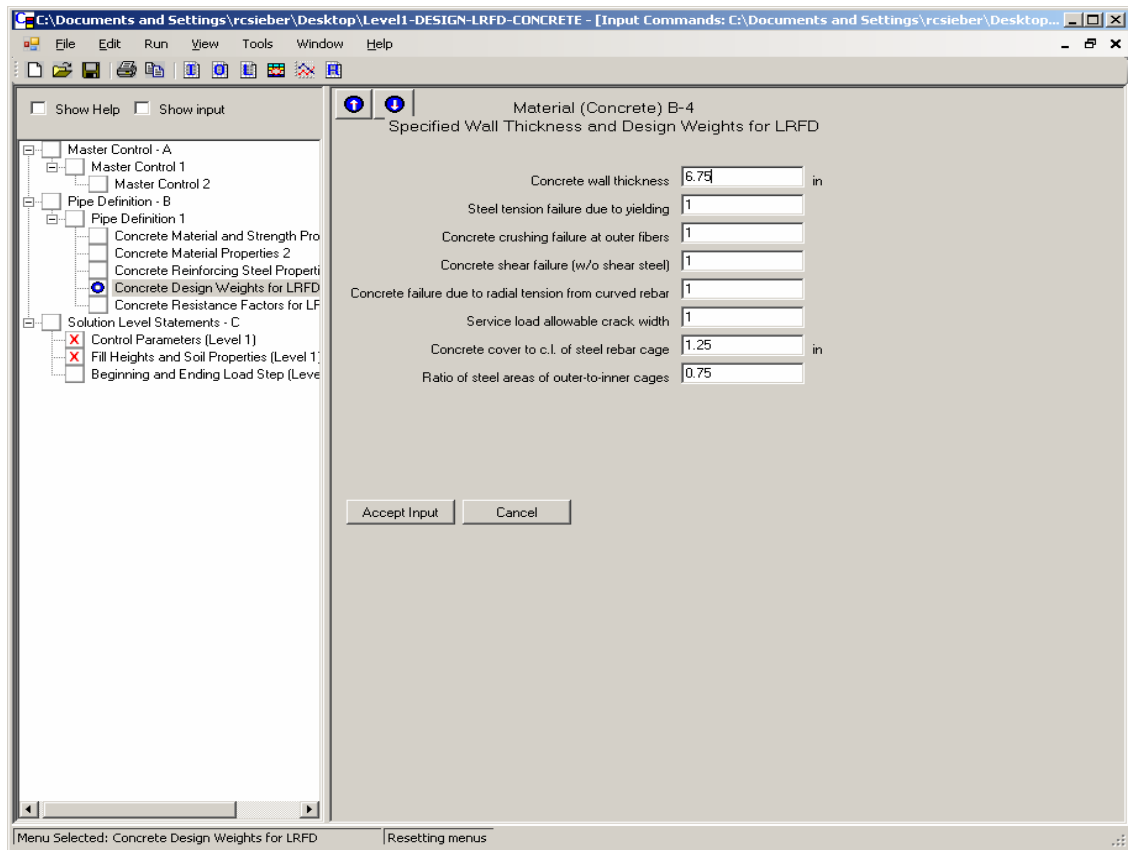 C:\Documents and Settings\rcsieber\Desktop\Level1-DESIGN-LRFD-CONCRETE - [Input Commands: C:\Documents and Settings\rcsieber\Desktop...
File Edit Run View Tools Window Help
Show Help Show input
Master Control - A
Master Control 1
Master Control 2
Pipe Definition - B
Pipe Definition 1
Concrete Material and Strength Pro
Concrete Material Properties 2
Concrete Reinforcing Steel Properti
Concrete Design Weights for LRFD
Concrete Resistance Factors for LF
Solution Level Statements - C
Control Parameters (Level 1)
Fill Heights and Soil Properties (Level 1)
Beginning and Ending Load Step (Leve
Material (Concrete) B-4
Specified Wall Thickness and Design Weights for LRFD
Concrete wall thickness 6.75 in
Steel tension failure due to yielding 1
Concrete crushing failure at outer fibers 1
Concrete shear failure (w/o shear steel) 1
Concrete failure due to radial tension from curved rebar 1
Service load allowable crack width 1
Concrete cover to c.l. of steel rebar cage 1.25 in
Ratio of steel areas of outer-to-inner cages 0.75
Accept Input Cancel
Menu Selected: Concrete Design Weights for LRFD Resetting menus